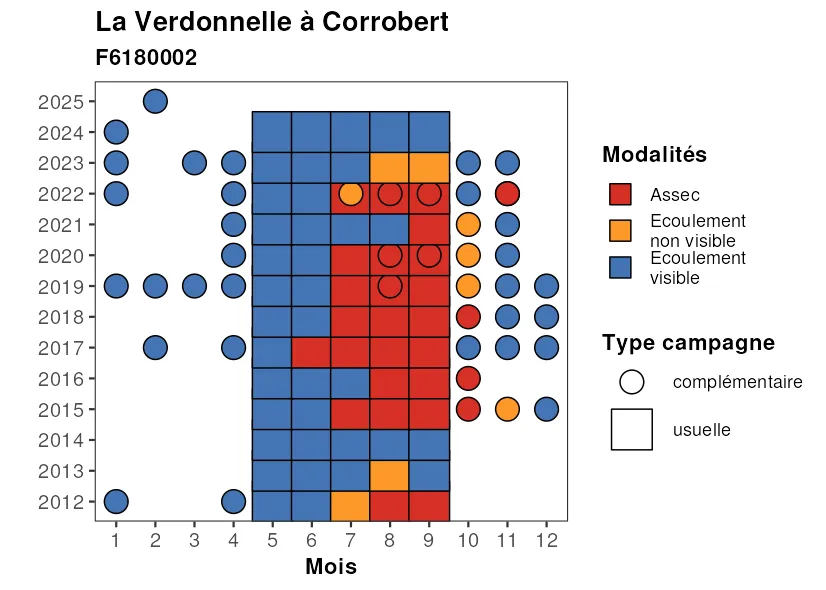 La Verdonnelle à Corrobert
F6180002
2025
2024
2023
2022
2021
2020
2019
2018
2017
2016
2015
2014
2013
2012
1 2 3 4 5 6 7 8 9 10 11 12
Mois
Modalités
Assec
Ecoulement
non visible
Ecoulement
visible
Type campagne
complémentaire
usuelle